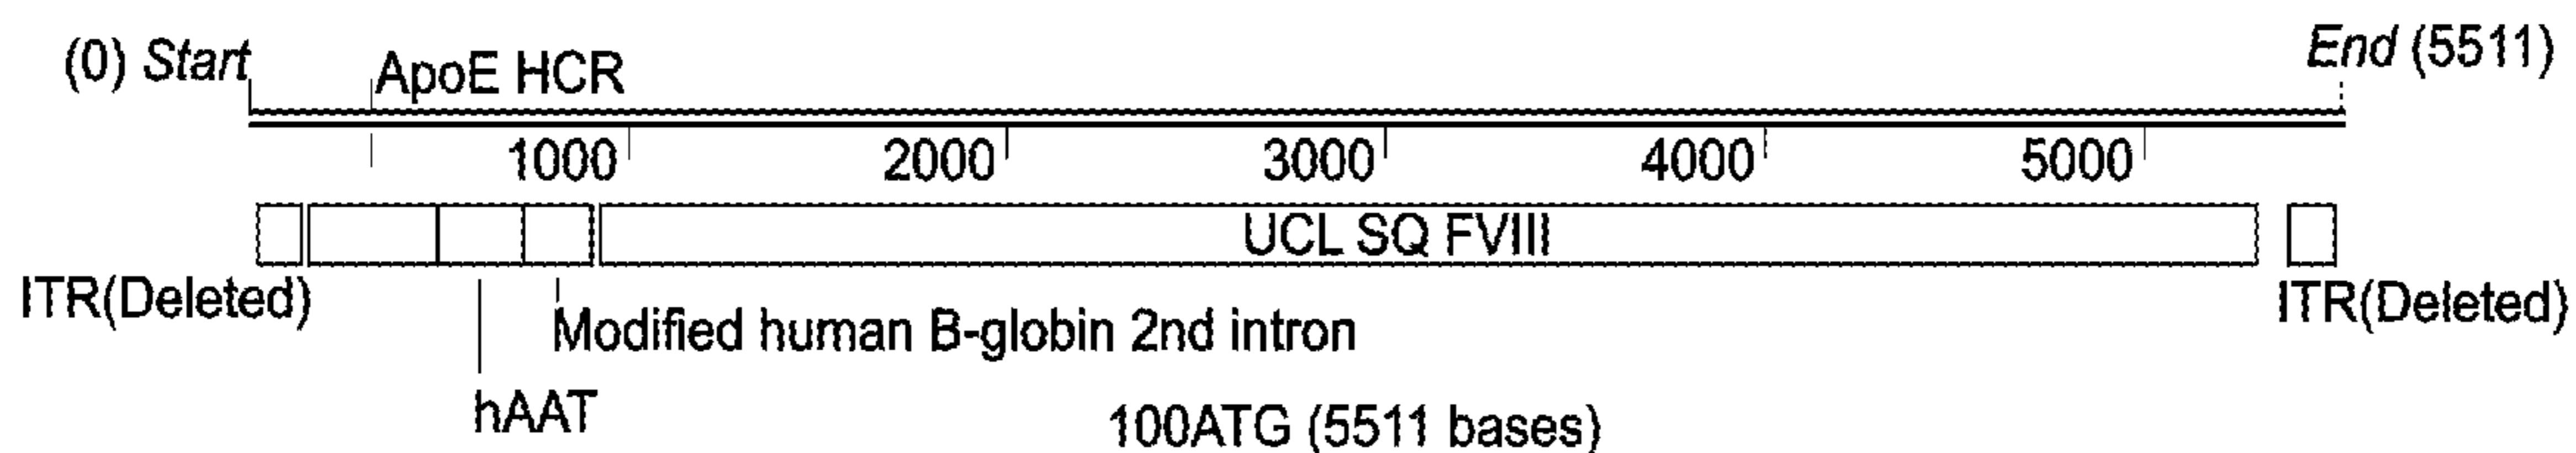 (0) Start ApoE HCR End (5511)
1000 2000 3000 4000 5000
UCL SQ FVIII
ITR(Deleted) ITR(Deleted)
Modified human B-globin 2nd intron
hAAT
100ATG (5511 bases)